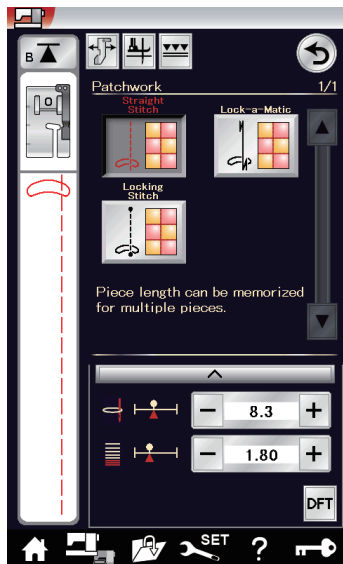 B
Patchwork 1/1
Straight
Stitch
Lock-a-Matic
Locking
Stitch
Piece length can be memorized
for multiple pieces.
− 8.3 +
− 1.80 +
DFT
SET
?